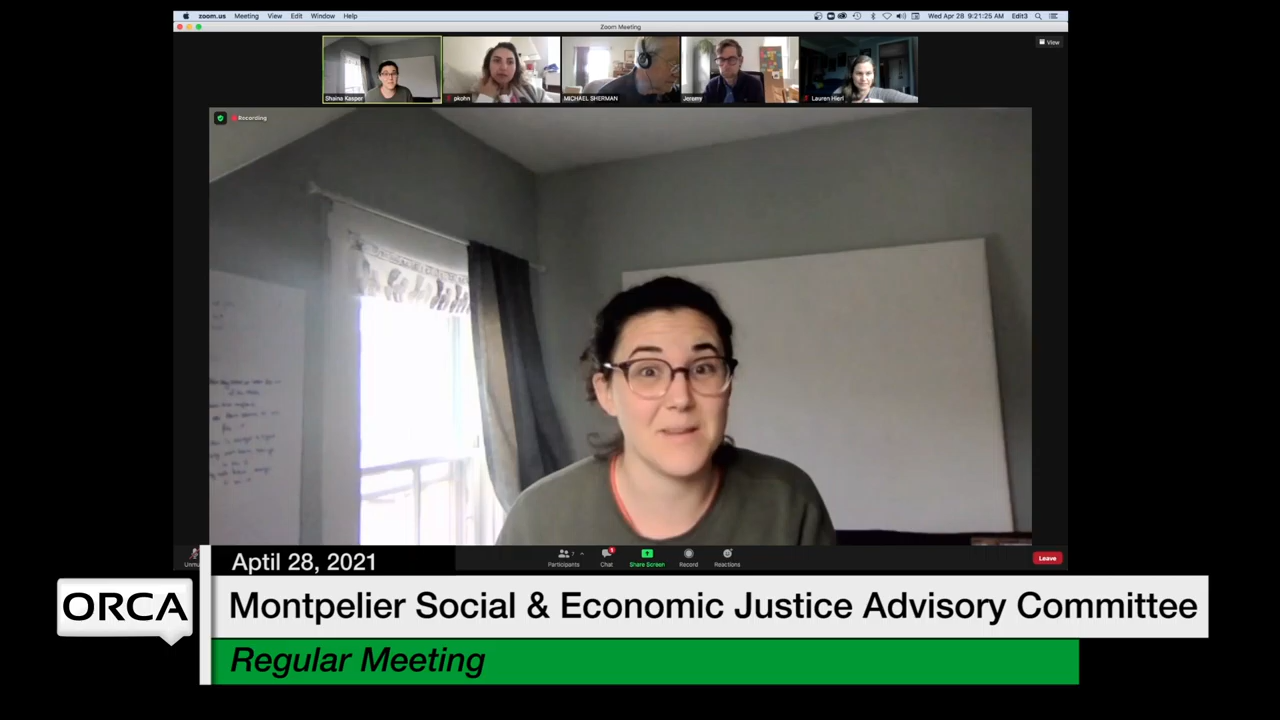 zoom.us Meeting View Edit Window Help
Wed Apr 28 9:21:25 AM Edit3
Zoom Meeting
View
Shaina Kasper
pkohn
MICHAEL SHERMAN
Jeremy
Lauren Hierl
Recording
Participants
7
Chat
Share Screen
Record
Reactions
Leave
Aptil 28, 2021
ORCA
Montpelier Social & Economic Justice Advisory Committee
Regular Meeting